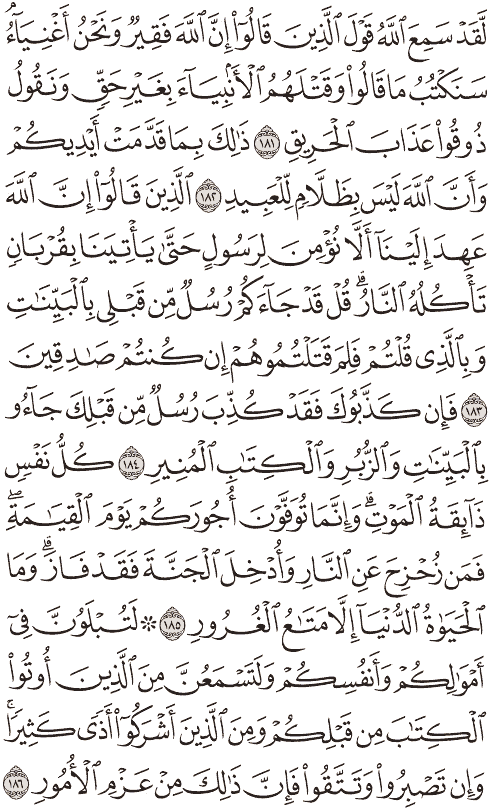 لَّقَدْ سَمِعَ ٱللَّهُ قَوْلَ ٱلَّذِينَ قَالُوٓا۟ إِنَّ ٱللَّهَ فَقِيرٌ وَنَحْنُ أَغْنِيَآءُ ۘ
سَنَكْتُبُ مَا قَالُوا۟ وَقَتْلَهُمُ ٱلْأَنۢبِيَآءَ بِغَيْرِ حَقٍّ وَنَقُولُ
ذُوقُوا۟ عَذَابَ ٱلْحَرِيقِ ١٨١ ذَٰلِكَ بِمَا قَدَّمَتْ أَيْدِيكُمْ
وَأَنَّ ٱللَّهَ لَيْسَ بِظَلَّامٍ لِّلْعَبِيدِ ١٨٢ ٱلَّذِينَ قَالُوٓا۟ إِنَّ ٱللَّهَ
عَهِدَ إِلَيْنَآ أَلَّا نُؤْمِنَ لِرَسُولٍ حَتَّىٰ يَأْتِيَنَا بِقُرْبَانٍ
تَأْكُلُهُ ٱلنَّارُ ۗ قُلْ قَدْ جَآءَكُمْ رُسُلٌ مِّن قَبْلِى بِٱلْبَيِّنَٰتِ
وَبِٱلَّذِى قُلْتُمْ فَلِمَ قَتَلْتُمُوهُمْ إِن كُنتُمْ صَٰدِقِينَ
١٨٣ فَإِن كَذَّبُوكَ فَقَدْ كُذِّبَ رُسُلٌ مِّن قَبْلِكَ جَآءُو
بِٱلْبَيِّنَٰتِ وَٱلزُّبُرِ وَٱلْكِتَٰبِ ٱلْمُنِيرِ ١٨٤ كُلُّ نَفْسٍ
ذَآئِقَةُ ٱلْمَوْتِ ۗ وَإِنَّمَا تُوَفَّوْنَ أُجُورَكُمْ يَوْمَ ٱلْقِيَٰمَةِ ۖ
فَمَن زُحْزِحَ عَنِ ٱلنَّارِ وَأُدْخِلَ ٱلْجَنَّةَ فَقَدْ فَازَ ۗ وَمَا
ٱلْحَيَوٰةُ ٱلدُّنْيَآ إِلَّا مَتَٰعُ ٱلْغُرُورِ ١٨٥ ۞ لَتُبْلَوُنَّ فِىٓ
أَمْوَٰلِكُمْ وَأَنفُسِكُمْ وَلَتَسْمَعُنَّ مِنَ ٱلَّذِينَ أُوتُوا۟
ٱلْكِتَٰبَ مِن قَبْلِكُمْ وَمِنَ ٱلَّذِينَ أَشْرَكُوٓا۟ أَذًى كَثِيرًا ۚ
وَإِن تَصْبِرُوا۟ وَتَتَّقُوا۟ فَإِنَّ ذَٰلِكَ مِنْ عَزْمِ ٱلْأُمُورِ ١٨٦